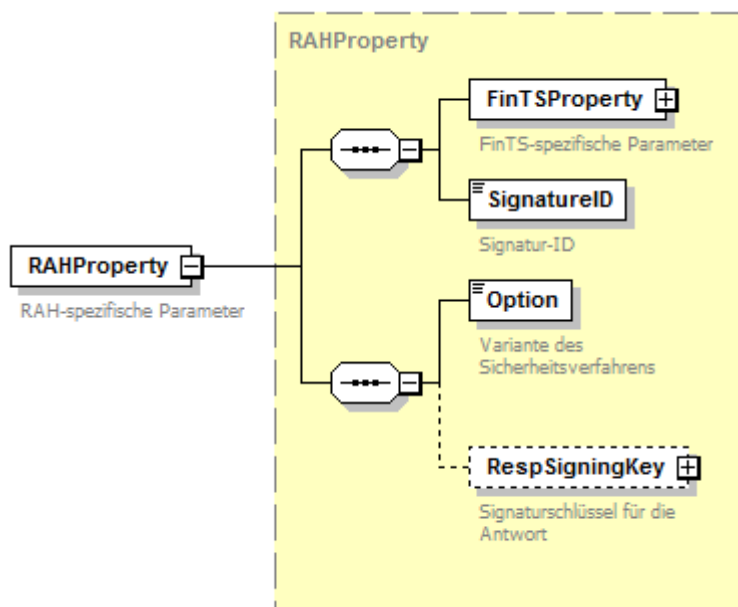 RAHProperty
FinTSProperty
FinTS-spezifische Parameter
SignatureID
Signatur-ID
RAHProperty
RAH-spezifische Parameter
Option
Variante des
Sicherheitsverfahrens
RespSigningKey
Signaturschlüssel für die
Antwort